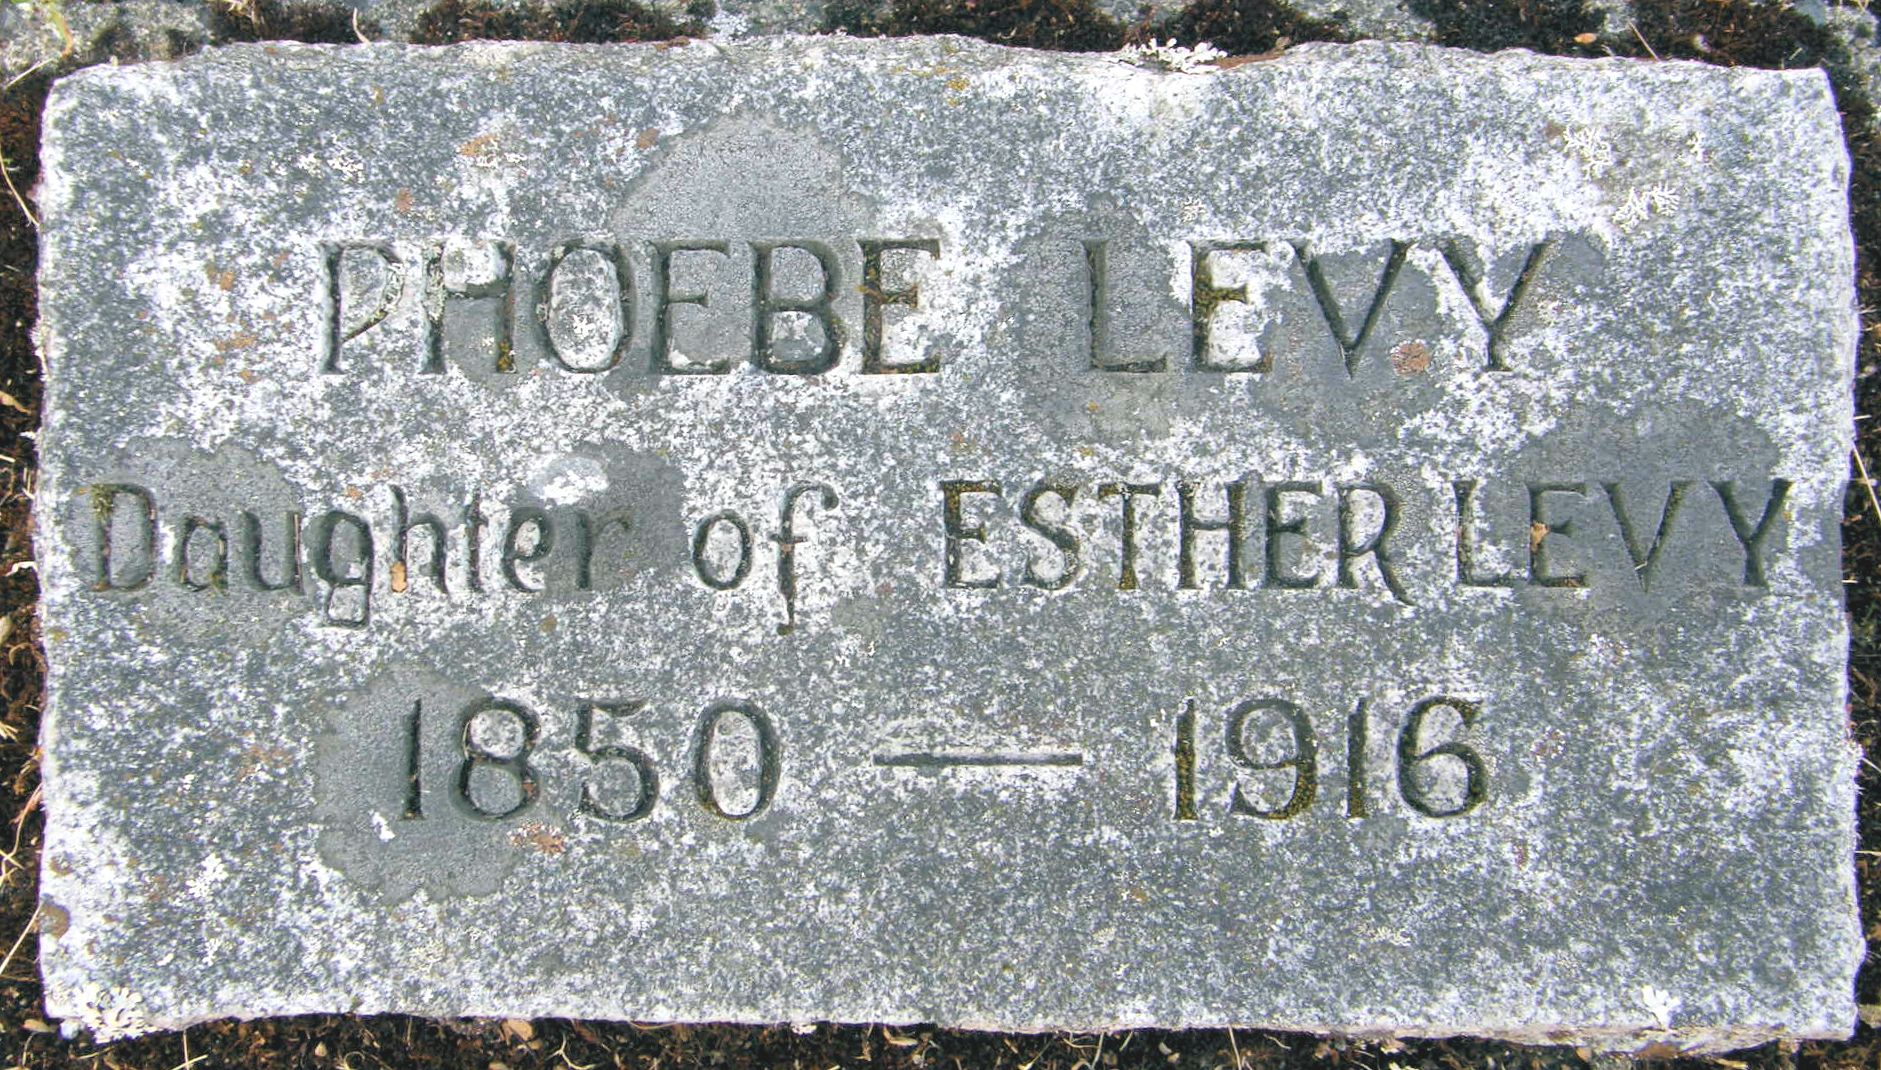 PHOEBE LEVY
Daughter of ESTHER LEVY
1850 — 1916